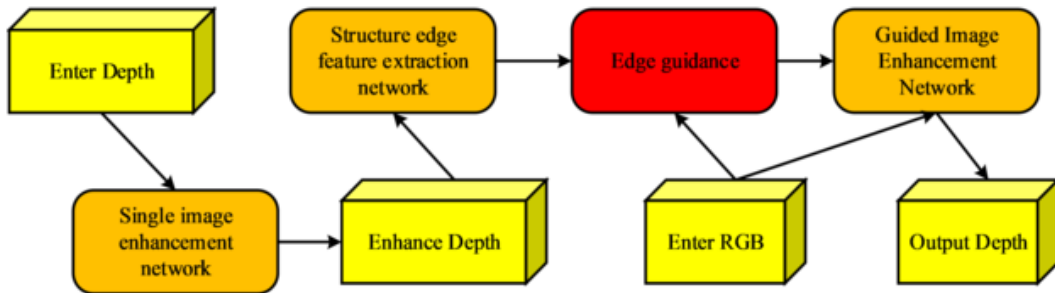 Enter Depth
Structure edge
feature extraction
network
Edge guidance
Guided Image
Enhancement
Network
Single image
enhancement
network
Enhance Depth
Enter RGB
Output Depth